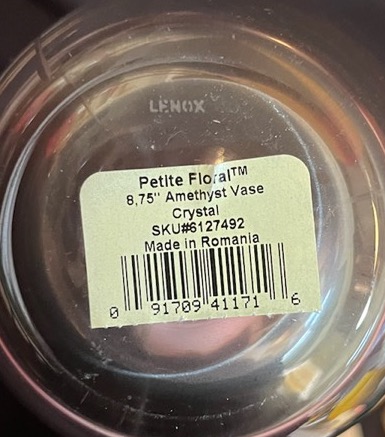 LENOX
Petite Floral™
8,75" Amethyst Vase
Crystal
SKU#6127492
Made in Romania
0 91709 41171 6